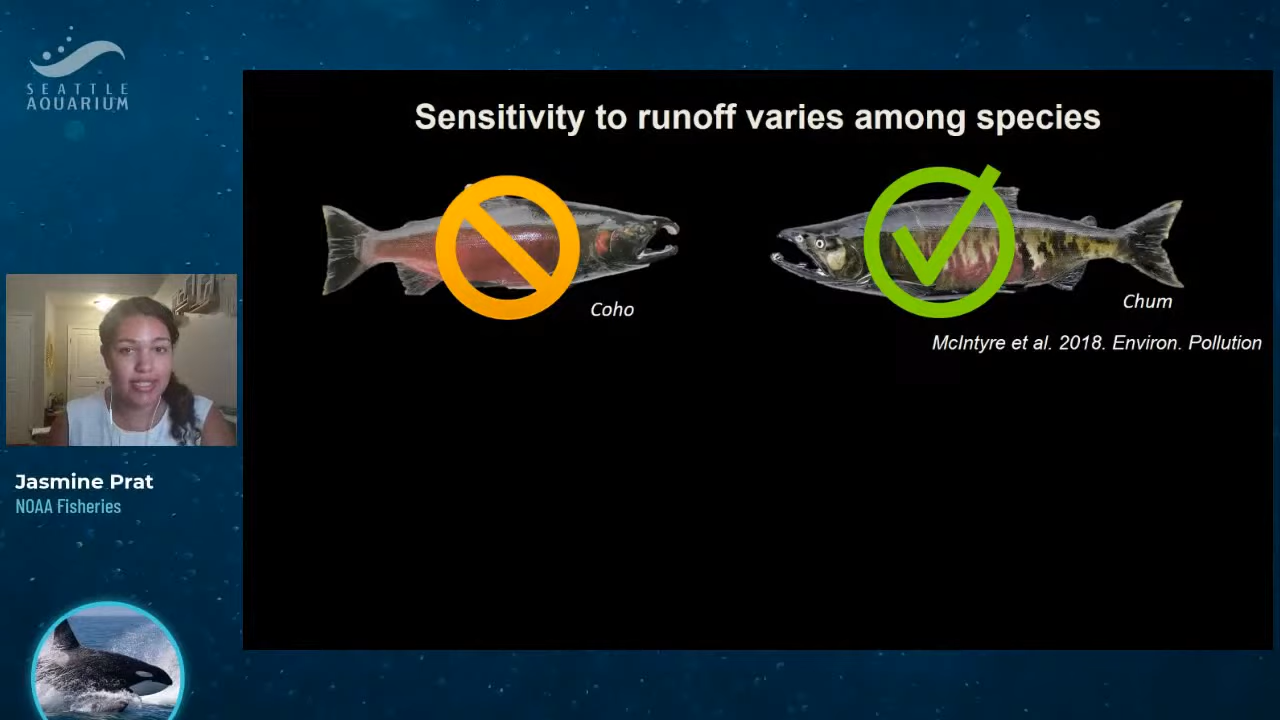 SEATTLE
AQUARIUM
Sensitivity to runoff varies among species
Coho
Chum
McIntyre et al. 2018. Environ. Pollution
Jasmine Prat
NOAA Fisheries